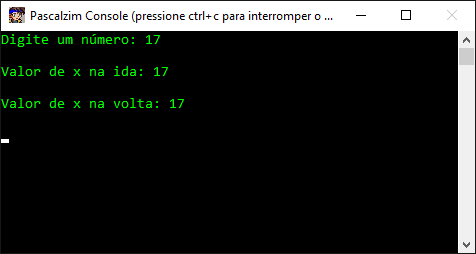 Pascalzim Console (pressione ctrl+c para interromper o ...
Digite um número: 17
Valor de x na ida: 17
Valor de x na volta: 17